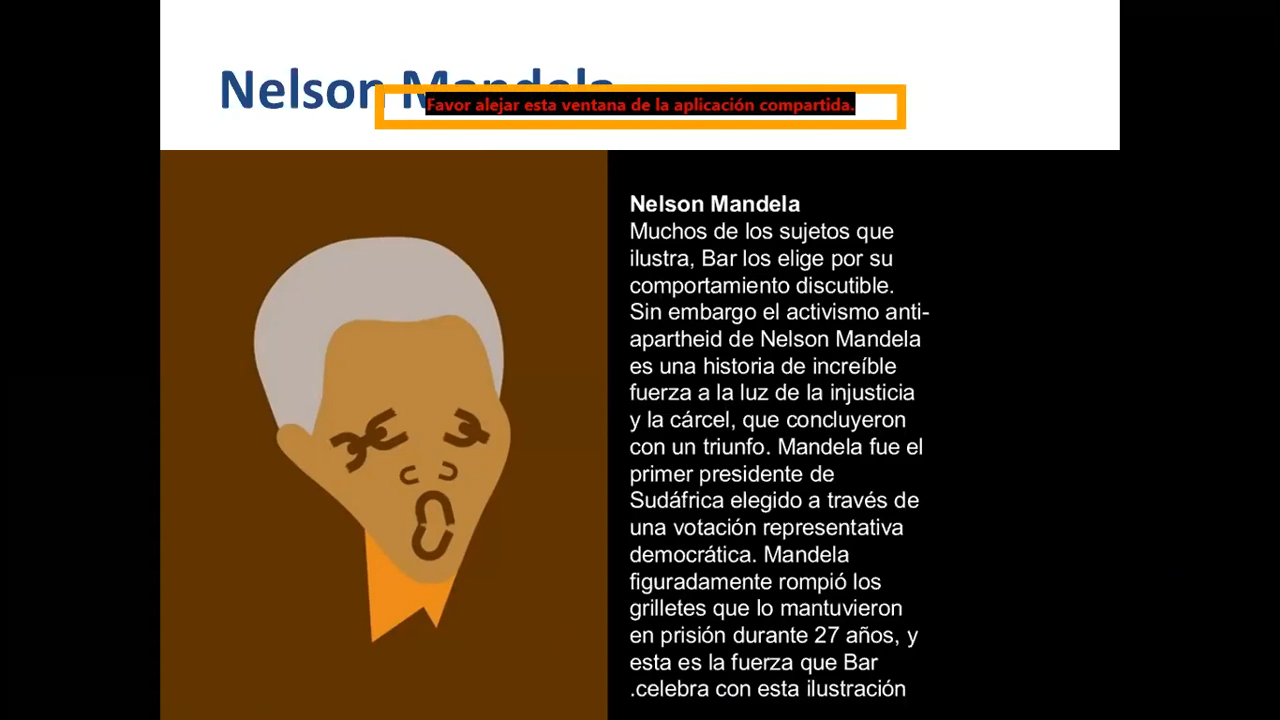 Nelson Mandela
Favor alejar esta ventana de la aplicación compartida.
Nelson Mandela
Muchos de los sujetos que
ilustra, Bar los elige por su
comportamiento discutible.
Sin embargo el activismo anti-
apartheid de Nelson Mandela
es una historia de increíble
fuerza a la luz de la injusticia
y la cárcel, que concluyeron
con un triunfo. Mandela fue el
primer presidente de
Sudáfrica elegido a través de
una votación representativa
democrática. Mandela
figuradamente rompió los
grilletes que lo mantuvieron
en prisión durante 27 años, y
esta es la fuerza que Bar
.celebra con esta ilustración